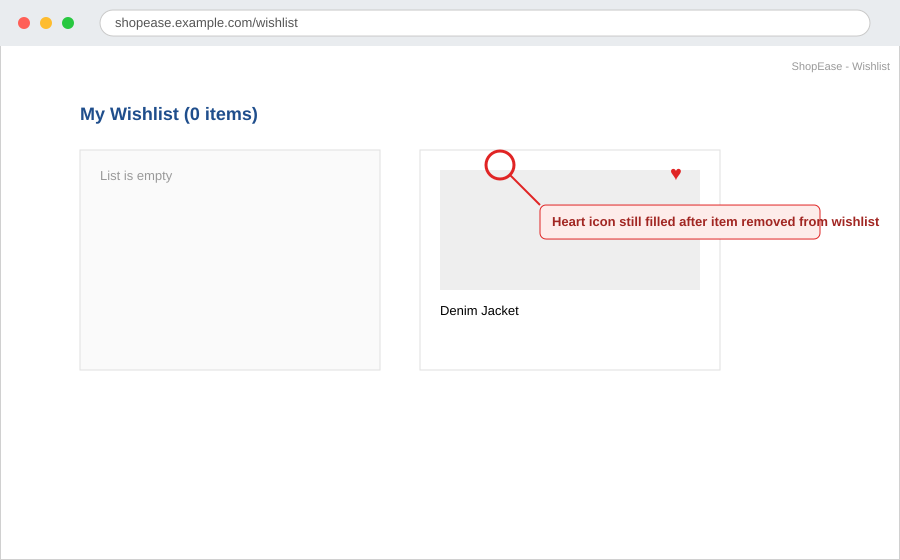 shopease.example.com/wishlist
ShopEase - Wishlist
My Wishlist (0 items)
List is empty
Heart icon still filled after item removed from wishlist
Denim Jacket